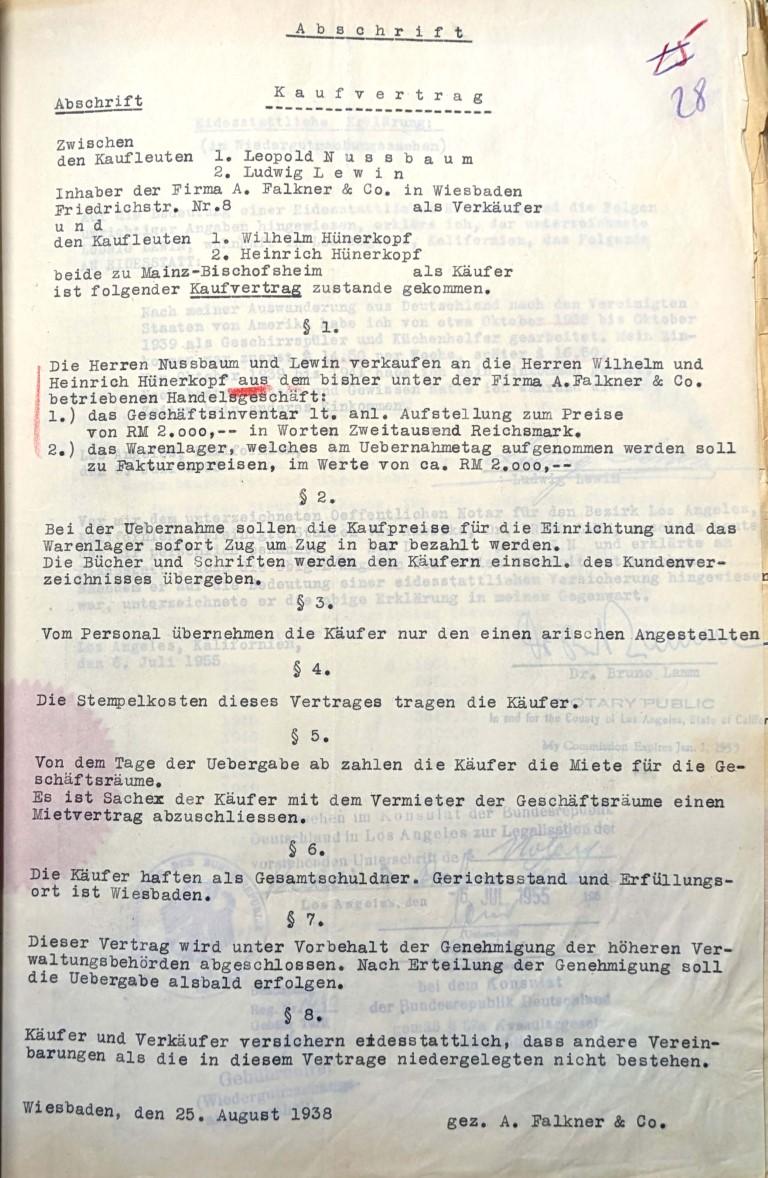 Abschrift
28
Abschrift Kaufvertrag
Zwischen
den Kaufleuten 1. Leopold Nussbaum
2. Ludwig Lewin
Inhaber der Firma A. Falkner & Co. in Wiesbaden
Friedrichstr. Nr.8 als Verkäufer
und
den Kaufleuten 1. Wilhelm Hünerkopf
2. Heinrich Hünerkopf
beide zu Mainz-Bischofsheim als Käufer
ist folgender Kaufvertrag zustande gekommen.
§ 1.
Die Herren Nussbaum und Lewin verkaufen an die Herren Wilhelm und
Heinrich Hünerkopf aus dem bisher unter der Firma A.Falkner & Co.
betriebenen Handelsgeschäft:
1.) das Geschäftsinventar lt. anl. Aufstellung zum Preise
von RM 2.000,-- in Worten Zweitausend Reichsmark.
2.) das Warenlager, welches am Uebernahmetag aufgenommen werden soll
zu Fakturenpreisen, im Werte von ca. RM 2.000,--
§ 2.
Bei der Uebernahme sollen die Kaufpreise für die Einrichtung und das
Warenlager sofort Zug um Zug in bar bezahlt werden.
Die Bücher und Schriften werden den Käufern einschl. des Kundenver-
zeichnisses übergeben.
§ 3.
Vom Personal übernehmen die Käufer nur den einen arischen Angestellten
§ 4.
Die Stempelkosten dieses Vertrages tragen die Käufer.
§ 5.
Von dem Tage der Uebergabe ab zahlen die Käufer die Miete für die Ge-
schäftsräume.
Es ist Sachex der Käufer mit dem Vermieter der Geschäftsräume einen
Mietvertrag abzuschliessen.
§ 6.
Die Käufer haften als Gesamtschuldner. Gerichtsstand und Erfüllungs-
ort ist Wiesbaden.
§ 7.
Dieser Vertrag wird unter Vorbehalt der Genehmigung der höheren Ver-
waltungsbehörden abgeschlossen. Nach Erteilung der Genehmigung soll
die Uebergabe alsbald erfolgen.
§ 8.
Käufer und Verkäufer versichern eidesstattlich, dass andere Verein-
barungen als die in diesem Vertrage niedergelegten nicht bestehen.
Wiesbaden, den 25. August 1938 gez. A. Falkner & Co.